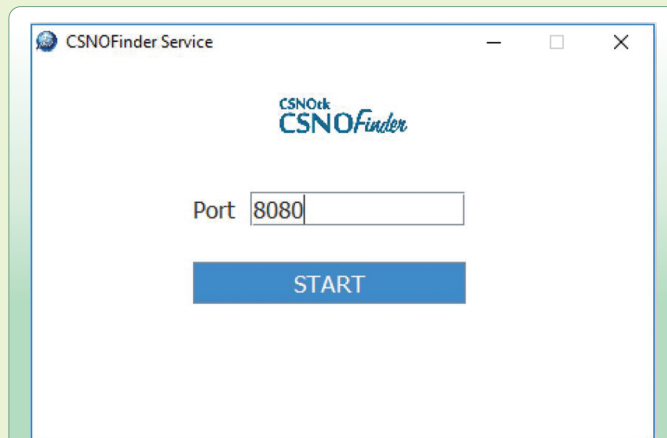 CSNOFinder Service
CSNOtk
CSNOFinder
Port 8080
START